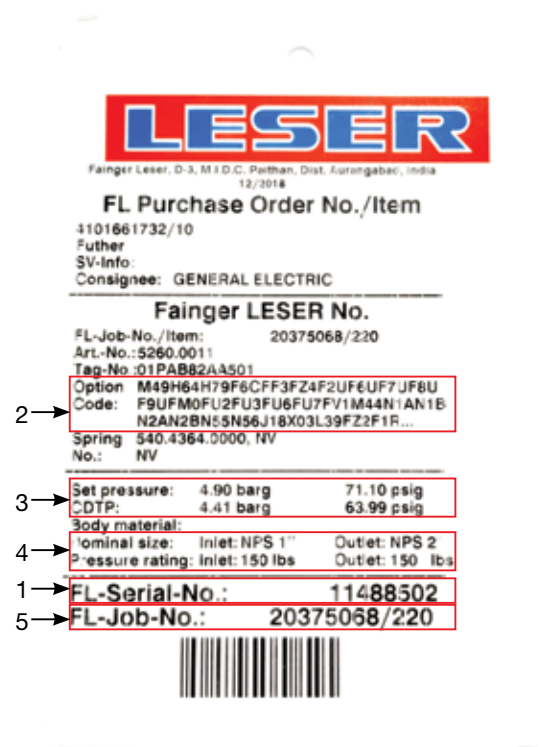 LESER
Fainger Leser, D-3, M.I.D.C. Paithan, Dist. Aurangabad, India
12/2018
FL Purchase Order No./Item
4101661732/10
Futher
SV-Info:
Consignee: GENERAL ELECTRIC
Fainger LESER No.
FL-Job-No./Item: 20375068/220
Art.-No.:5260.0011
Tag-No.:01PAB82AA501
2 Option M49H64H79F6CFF3FZ4F2UF6UF7UF8U
Code: F9UFM0FU2FU3FU6FU7FV1M44N1AN1B
N2AN2BN55N56J18X03L39FZ2F1R...
Spring 540.4364.0000, NV
No.: NV
3 Set pressure: 4.90 barg 71.10 psig
CDTP: 4.41 barg 63.99 psig
Body material:
4 Nominal size: Inlet: NPS 1" Outlet: NPS 2"
Pressure rating: Inlet: 150 lbs Outlet: 150 lbs
1 FL-Serial-No.: 11488502
5 FL-Job-No.: 20375068/220